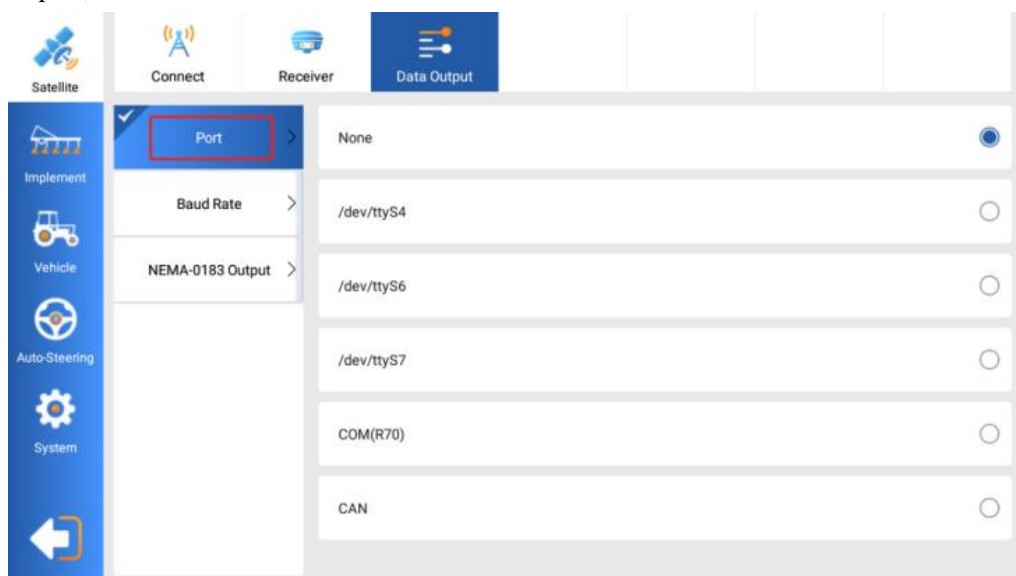 Satellite
Connect
Receiver
Data Output
Implement
Vehicle
Auto-Steering
System
Port
Baud Rate
NEMA-0183 Output
None
/dev/ttyS4
/dev/ttyS6
/dev/ttyS7
COM(R70)
CAN